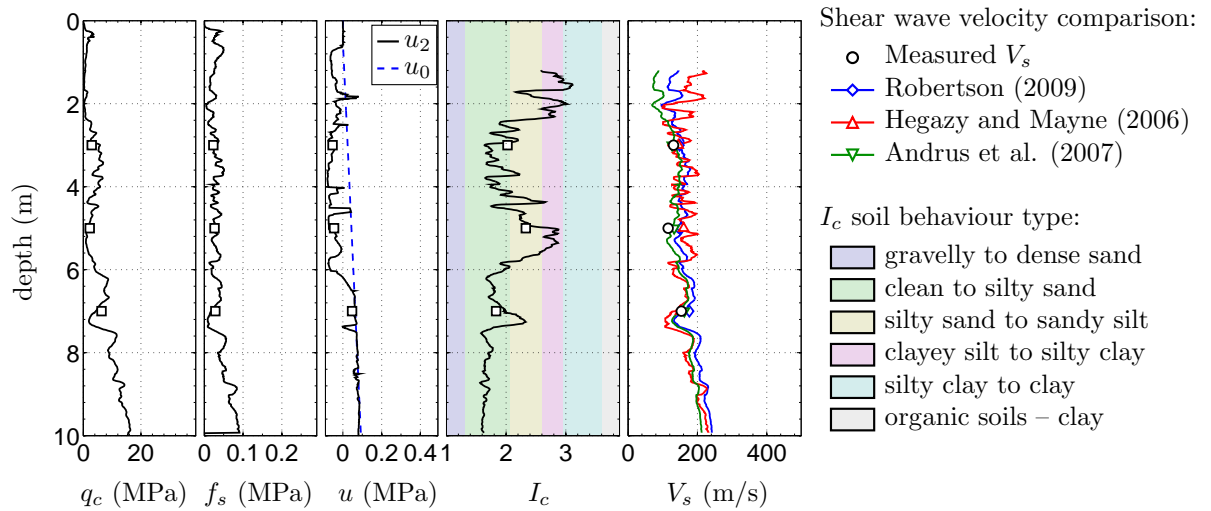 Shear wave velocity comparison:
Measured V_s
Robertson (2009)
Hegazy and Mayne (2006)
Andrus et al. (2007)
I_c soil behaviour type:
gravelly to dense sand
clean to silty sand
silty sand to sandy silt
clayey silt to silty clay
silty clay to clay
organic soils – clay
u_2
u_0
depth (m)
0
2
4
6
8
10
0 20
0 0.1 0.2
0 0.2 0.4
2 3
0 200 400
q_c (MPa)
f_s (MPa)
u (MPa)
I_c
V_s (m/s)